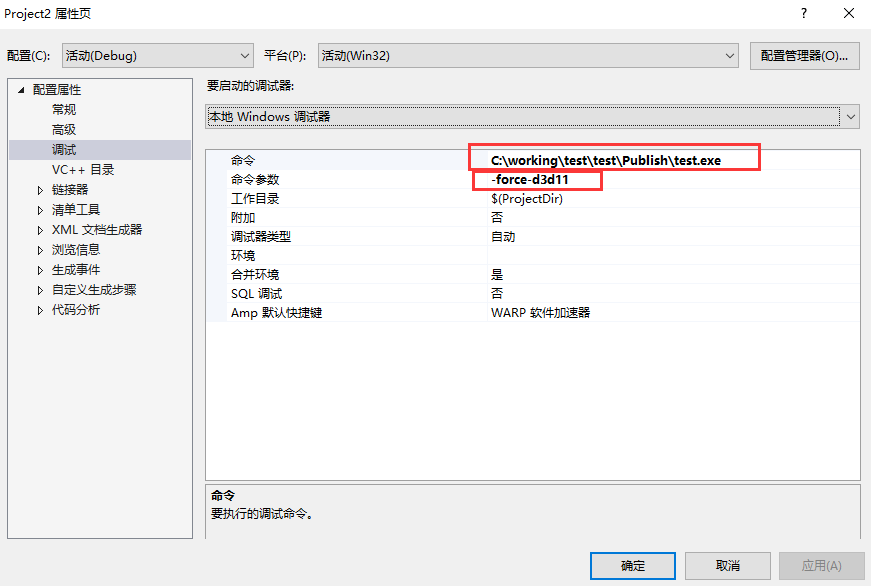 Project2 属性页
?
配置(C): 活动(Debug) 平台(P): 活动(Win32) 配置管理器(O)...
配置属性
常规
高级
调试
VC++ 目录
链接器
清单工具
XML 文档生成器
浏览信息
生成事件
自定义生成步骤
代码分析
要启动的调试器:
本地 Windows 调试器
命令 C:\working\test\test\Publish\test.exe
命令参数 -force-d3d11
工作目录 $(ProjectDir)
附加 否
调试器类型 自动
环境
合并环境 是
SQL 调试 否
Amp 默认快捷键 WARP 软件加速器
命令
要执行的调试命令。
确定 取消 应用(A)